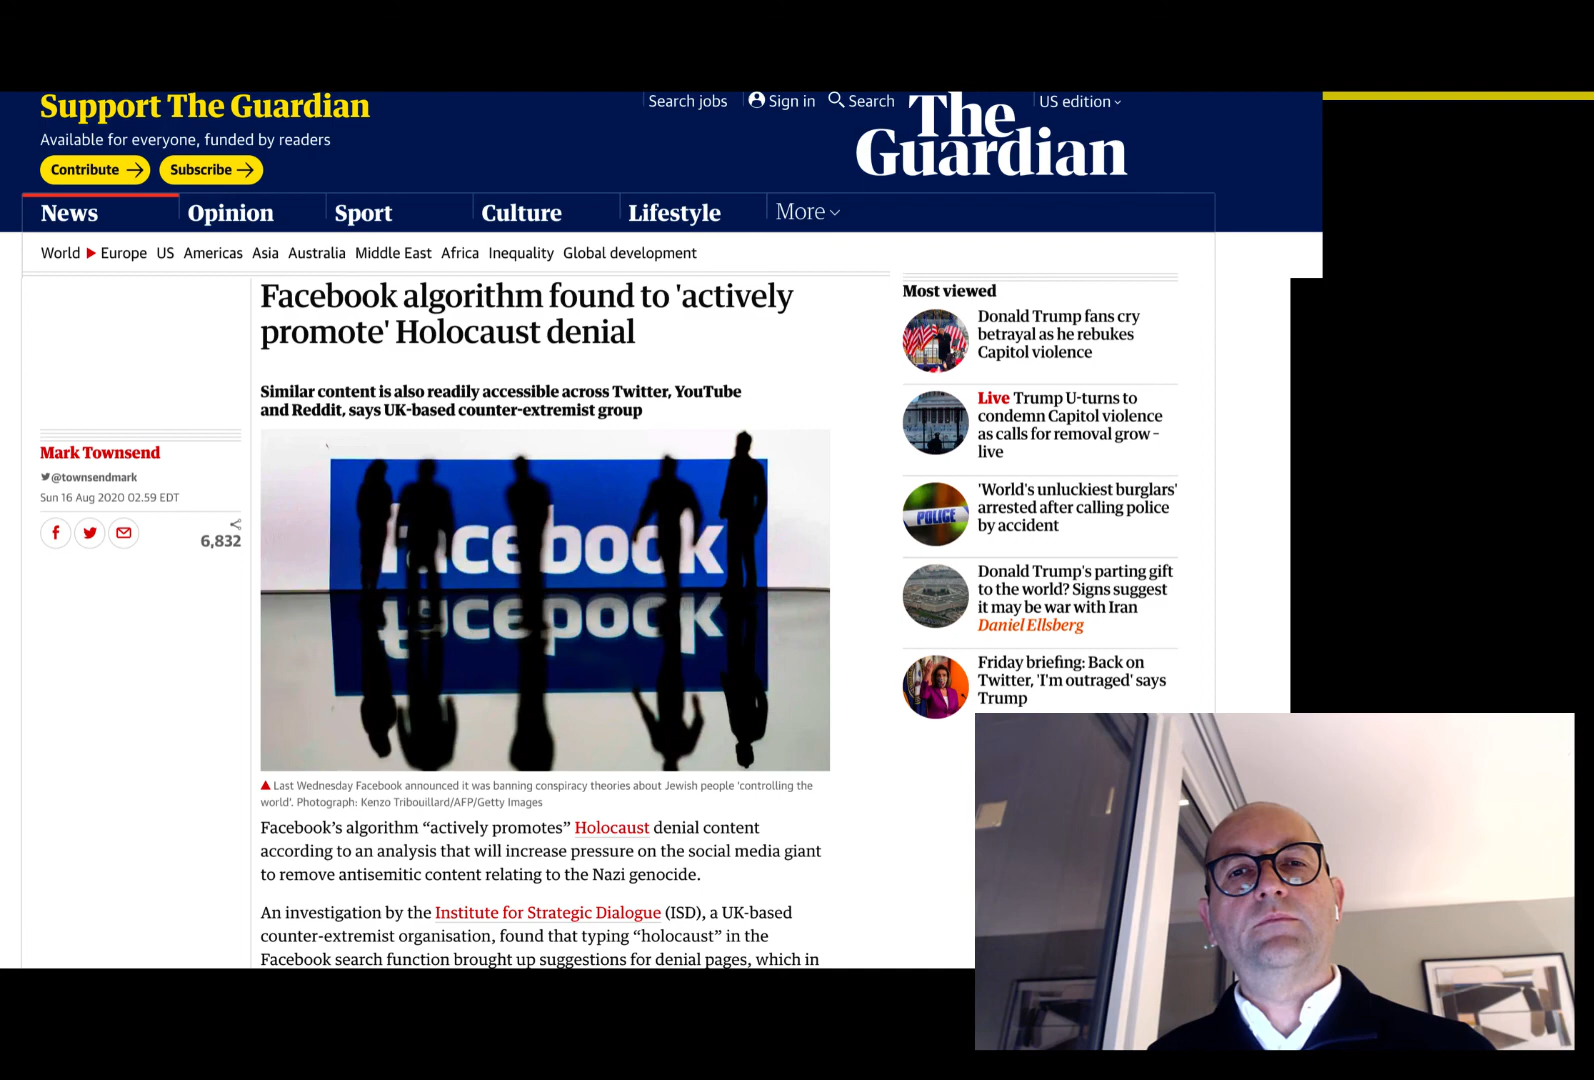 Support The Guardian
Available for everyone, funded by readers
Contribute
Subscribe
Search jobs
Sign in
Search
US edition
The
Guardian
News
Opinion
Sport
Culture
Lifestyle
More
World
Europe
US
Americas
Asia
Australia
Middle East
Africa
Inequality
Global development
Facebook algorithm found to 'actively
promote' Holocaust denial
Similar content is also readily accessible across Twitter, YouTube
and Reddit, says UK-based counter-extremist group
Mark Townsend
@townsendmark
Sun 16 Aug 2020 02.59 EDT
6,832
facebook
facebook
Last Wednesday Facebook announced it was banning conspiracy theories about Jewish people 'controlling the
world'. Photograph: Kenzo Tribouillard/AFP/Getty Images
Facebook's algorithm “actively promotes” Holocaust denial content
according to an analysis that will increase pressure on the social media giant
to remove antisemitic content relating to the Nazi genocide.
An investigation by the Institute for Strategic Dialogue (ISD), a UK-based
counter-extremist organisation, found that typing “holocaust” in the
Facebook search function brought up suggestions for denial pages, which in
Most viewed
Donald Trump fans cry
betrayal as he rebukes
Capitol violence
Live Trump U-turns to
condemn Capitol violence
as calls for removal grow –
live
POLICE
'World's unluckiest burglars'
arrested after calling police
by accident
Donald Trump's parting gift
to the world? Signs suggest
it may be war with Iran
Daniel Ellsberg
Friday briefing: Back on
Twitter, 'I'm outraged' says
Trump